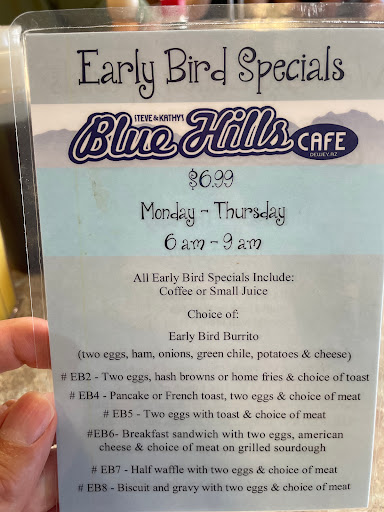 Early Bird Specials
STEVE & KATHY'S
Blue Hills CAFE
DEWEY, AZ
$6.99
Monday - Thursday
6 am - 9 am
All Early Bird Specials Include:
Coffee or Small Juice
Choice of:
Early Bird Burrito
(two eggs, ham, onions, green chile, potatoes & cheese)
# EB2 - Two eggs, hash browns or home fries & choice of toast
# EB4 - Pancake or French toast, two eggs & choice of meat
# EB5 - Two eggs with toast & choice of meat
#EB6- Breakfast sandwich with two eggs, american
cheese & choice of meat on grilled sourdough
# EB7 - Half waffle with two eggs & choice of meat
# EB8 - Biscuit and gravy with two eggs & choice of meat